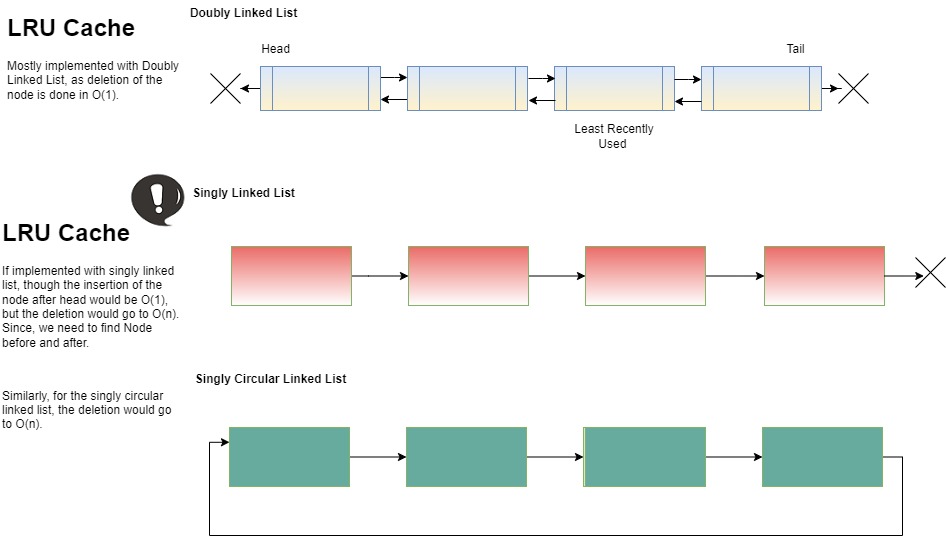 Doubly Linked List
LRU Cache
Mostly implemented with Doubly
Linked List, as deletion of the
node is done in O(1).
Head
Tail
Least Recently
Used
Singly Linked List
LRU Cache
If implemented with singly linked
list, though the insertion of the
node after head would be O(1),
but the deletion would go to O(n).
Since, we need to find Node
before and after.
Singly Circular Linked List
Similarly, for the singly circular
linked list, the deletion would go
to O(n).